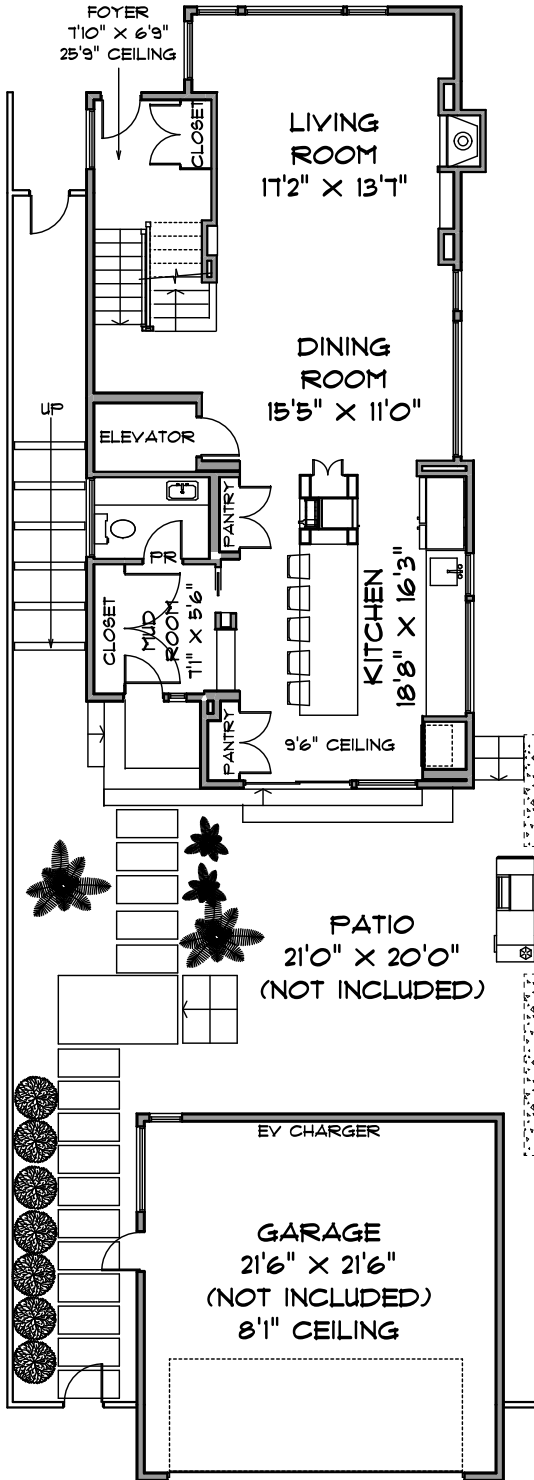 FOYER
7'10" X 6'9"
25'9" CEILING
CLOSET
LIVING
ROOM
17'2" X 13'7"
DINING
ROOM
15'5" X 11'0"
UP
ELEVATOR
PANTRY
PR
CLOSET
MUD
ROOM
7'1" X 5'6"
KITCHEN
18'8" X 16'3"
PANTRY
9'6" CEILING
PATIO
21'0" X 20'0"
(NOT INCLUDED)
EV CHARGER
GARAGE
21'6" X 21'6"
(NOT INCLUDED)
8'1" CEILING